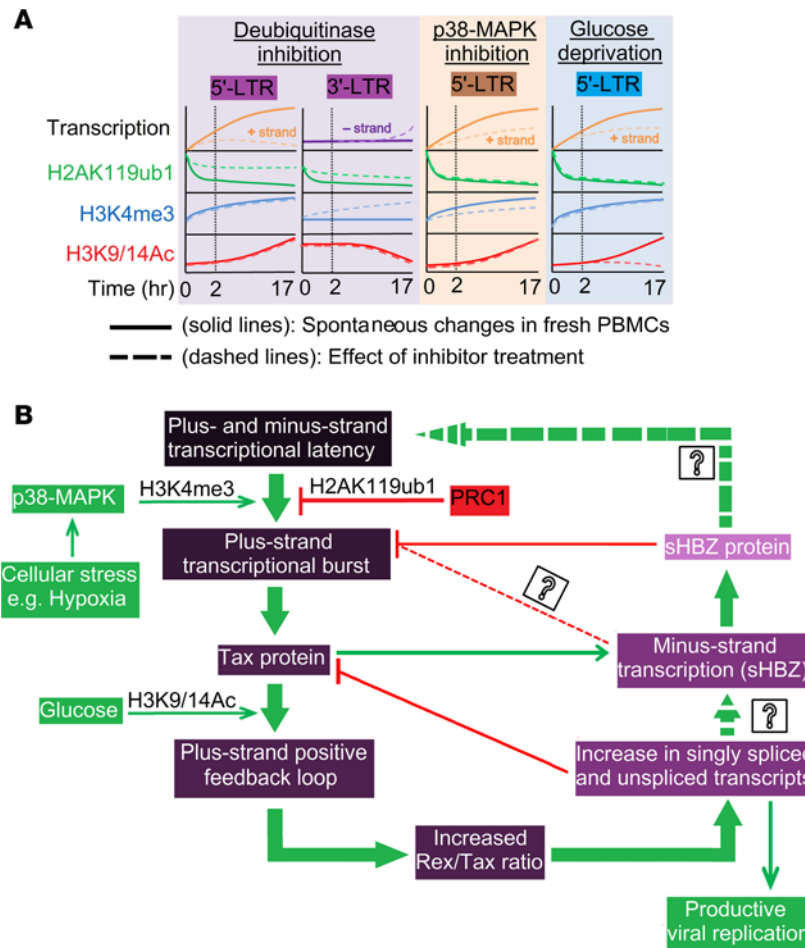 A
Deubiquitinase
inhibition
p38-MAPK
inhibition
Glucose
deprivation
5'-LTR
3'-LTR
5'-LTR
5'-LTR
Transcription
+ strand
– strand
+ strand
+ strand
H2AK119ub1
H3K4me3
H3K9/14Ac
Time (hr)
0 2 17
0 2 17
0 2 17
0 2 17
(solid lines): Spontaneous changes in fresh PBMCs
(dashed lines): Effect of inhibitor treatment
B
Plus- and minus-strand
transcriptional latency
?
p38-MAPK
H3K4me3
H2AK119ub1
PRC1
Cellular stress
e.g. Hypoxia
Plus-strand
transcriptional burst
sHBZ protein
?
Tax protein
Minus-strand
transcription (sHBZ)
Glucose
H3K9/14Ac
?
Plus-strand positive
feedback loop
Increase in singly spliced
and unspliced transcripts
Increased
Rex/Tax ratio
Productive
viral replication